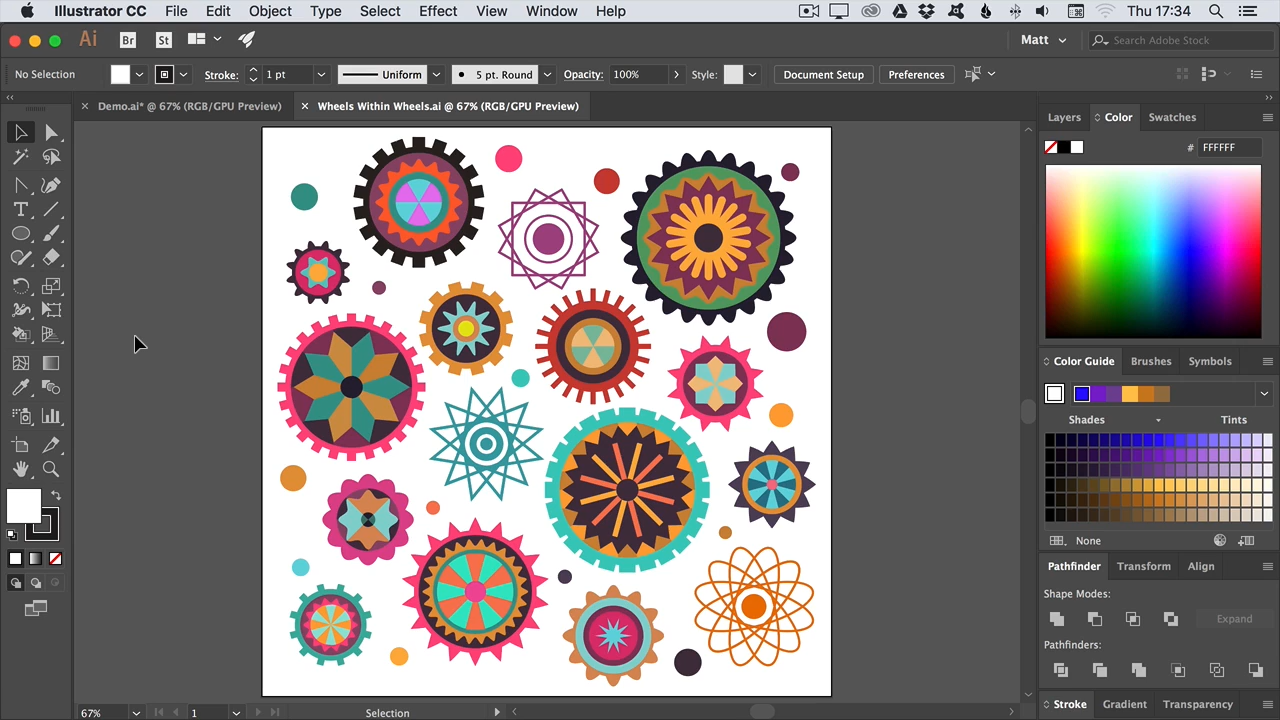 Illustrator CC File Edit Object Type Select Effect View Window Help Thu 17:34
Ai Br St Matt Search Adobe Stock
No Selection Stroke: 1 pt Uniform 5 pt. Round Opacity: 100% Style: Document Setup Preferences
Demo.ai* @ 67% (RGB/GPU Preview) Wheels Within Wheels.ai @ 67% (RGB/GPU Preview)
Layers Color Swatches
# FFFFFF
Color Guide Brushes Symbols
Shades Tints
None
Pathfinder Transform Align
Shape Modes:
Expand
Pathfinders:
Stroke Gradient Transparency
67% 1 Selection